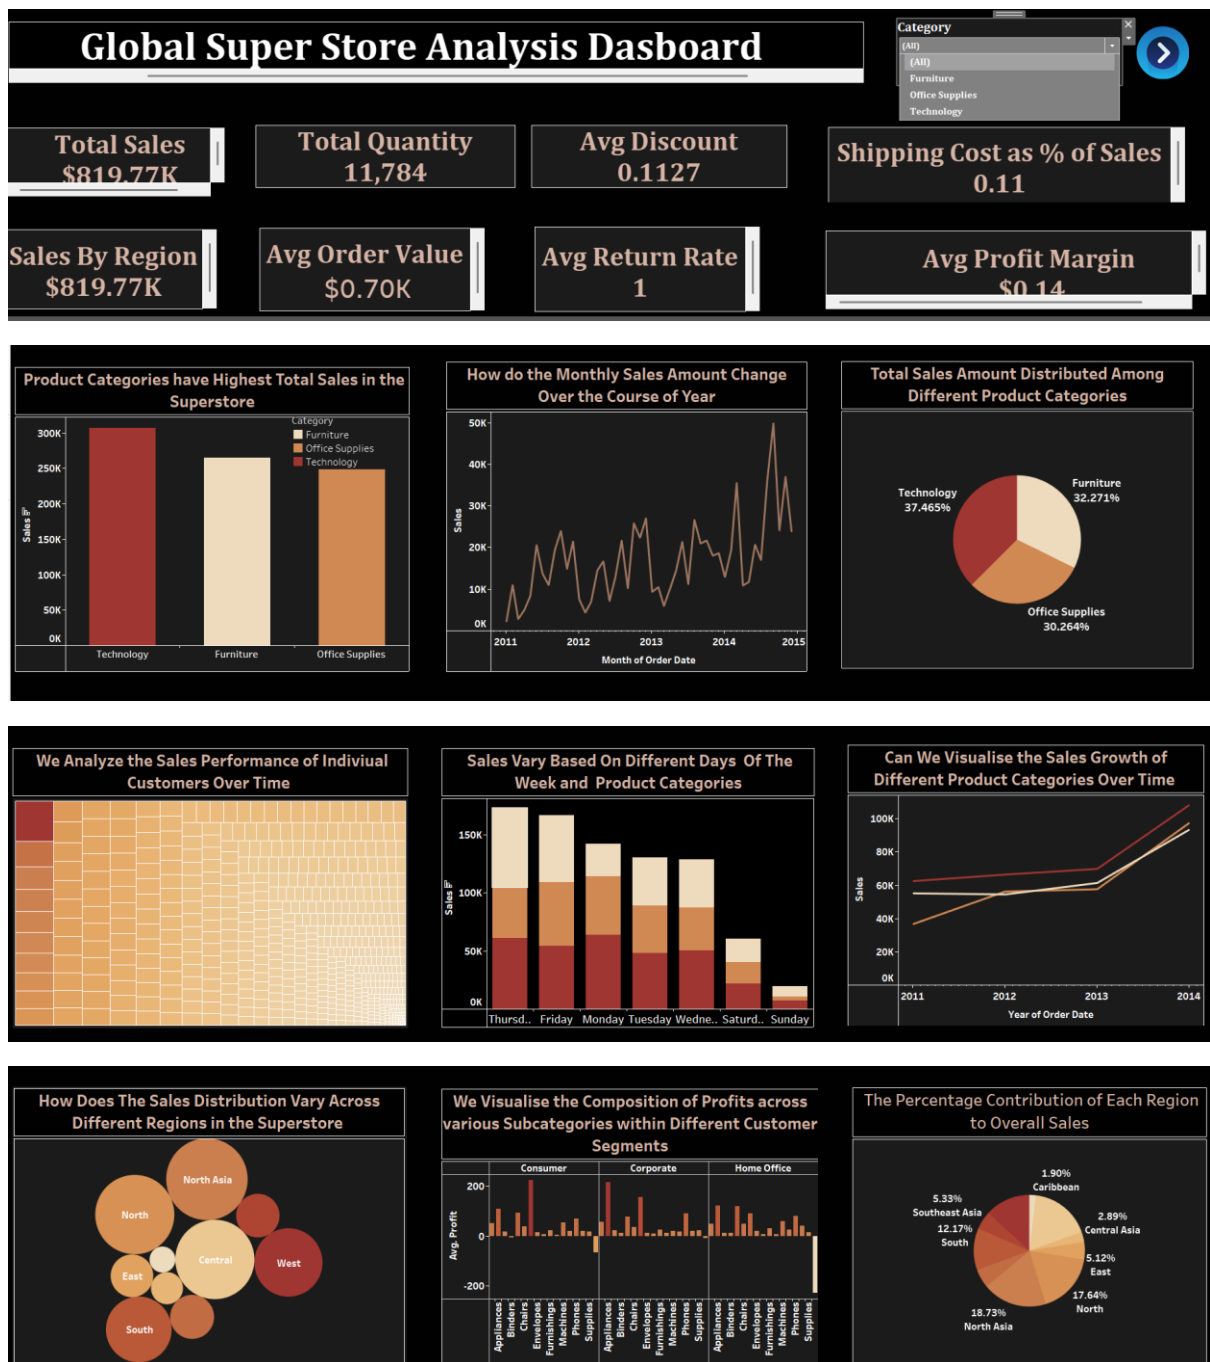 Global Super Store Analysis Dasboard
Category
(All)
(All)
Furniture
Office Supplies
Technology
Total Sales
$819.77K
Total Quantity
11,784
Avg Discount
0.1127
Shipping Cost as % of Sales
0.11
Sales By Region
$819.77K
Avg Order Value
$0.70K
Avg Return Rate
1
Avg Profit Margin
$0.14
Product Categories have Highest Total Sales in the
Superstore
Category
Furniture
Office Supplies
Technology
300K
250K
200K
150K
100K
50K
0K
Sales
Technology
Furniture
Office Supplies
How do the Monthly Sales Amount Change
Over the Course of Year
50K
40K
30K
20K
10K
0K
Sales
2011
2012
2013
2014
2015
Month of Order Date
Total Sales Amount Distributed Among
Different Product Categories
Technology
37.465%
Furniture
32.271%
Office Supplies
30.264%
We Analyze the Sales Performance of Indiviual
Customers Over Time
Sales Vary Based On Different Days Of The
Week and Product Categories
150K
100K
50K
0K
Sales
Thursd..
Friday
Monday
Tuesday
Wedne..
Saturd..
Sunday
Can We Visualise the Sales Growth of
Different Product Categories Over Time
100K
80K
60K
40K
20K
0K
Sales
2011
2012
2013
2014
Year of Order Date
How Does The Sales Distribution Vary Across
Different Regions in the Superstore
North Asia
North
Central
West
East
South
We Visualise the Composition of Profits across
various Subcategories within Different Customer
Segments
Consumer
Corporate
Home Office
200
0
-200
Avg. Profit
Appliances
Binders
Chairs
Envelopes
Furnishings
Machines
Phones
Supplies
Appliances
Binders
Chairs
Envelopes
Furnishings
Machines
Phones
Supplies
Appliances
Binders
Chairs
Envelopes
Furnishings
Machines
Phones
Supplies
The Percentage Contribution of Each Region
to Overall Sales
1.90%
Caribbean
5.33%
Southeast Asia
2.89%
Central Asia
12.17%
South
5.12%
East
17.64%
North
18.73%
North Asia